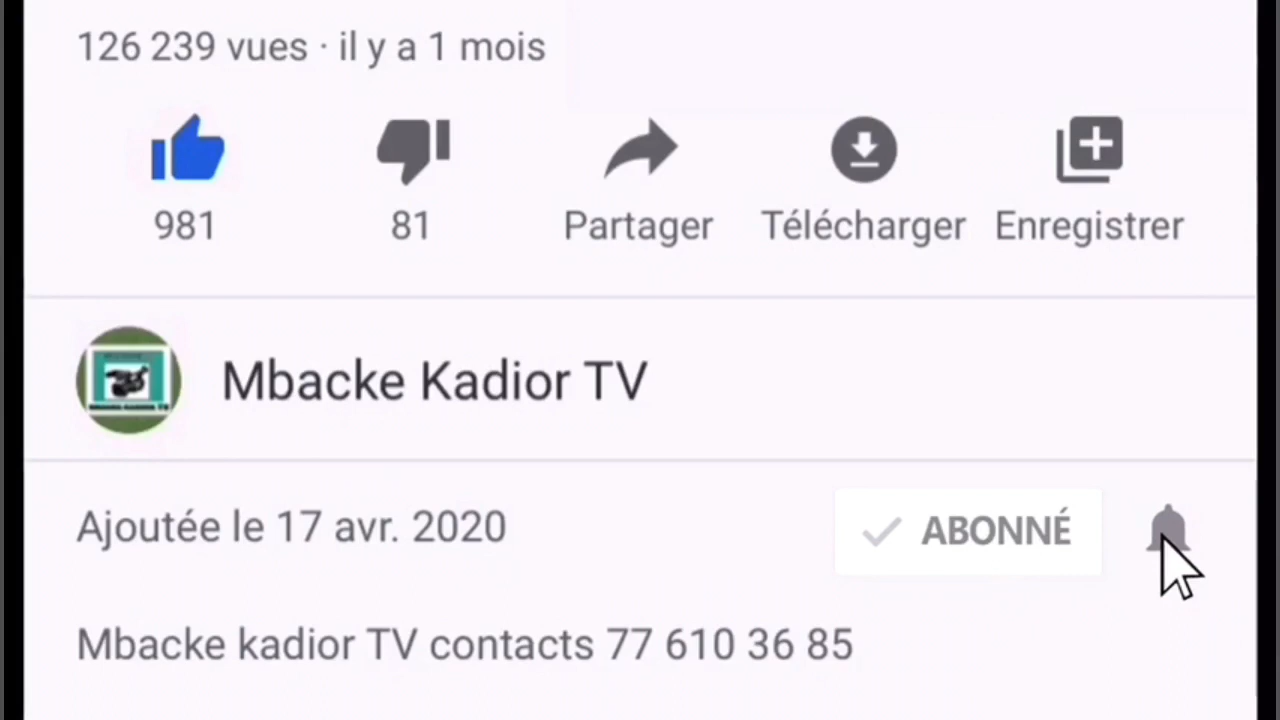 126 239 vues · il y a 1 mois
981 81 Partager Télécharger Enregistrer
Mbacke Kadior TV
Ajoutée le 17 avr. 2020
ABONNÉ
Mbacke kadior TV contacts 77 610 36 85